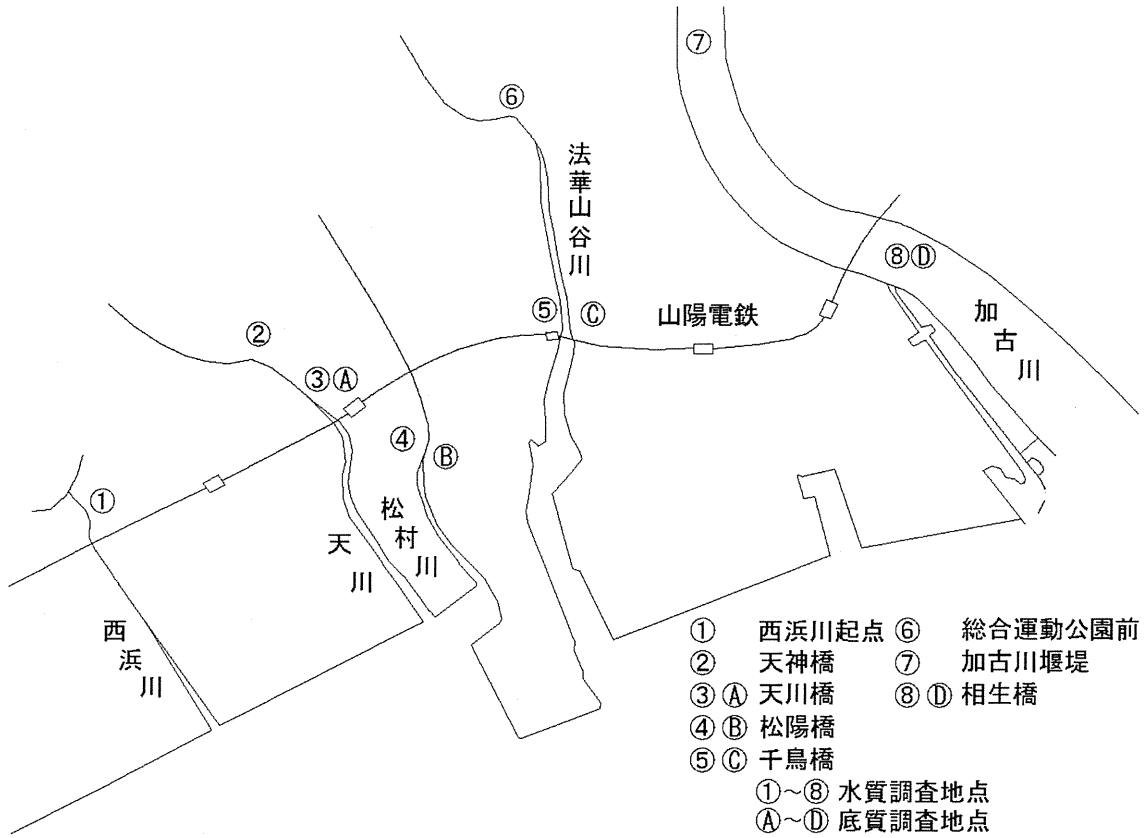 ⑦
⑥
法華山谷川
⑧Ⓓ
加古川
⑤
Ⓒ
山陽電鉄
②
③Ⓐ
④
Ⓑ
①
松村川
天川
西浜川
① 西浜川起点 ⑥ 総合運動公園前
② 天神橋 ⑦ 加古川堰堤
③Ⓐ 天川橋 ⑧Ⓓ 相生橋
④Ⓑ 松陽橋
⑤Ⓒ 千鳥橋
①～⑧ 水質調査地点
Ⓐ～Ⓓ 底質調査地点